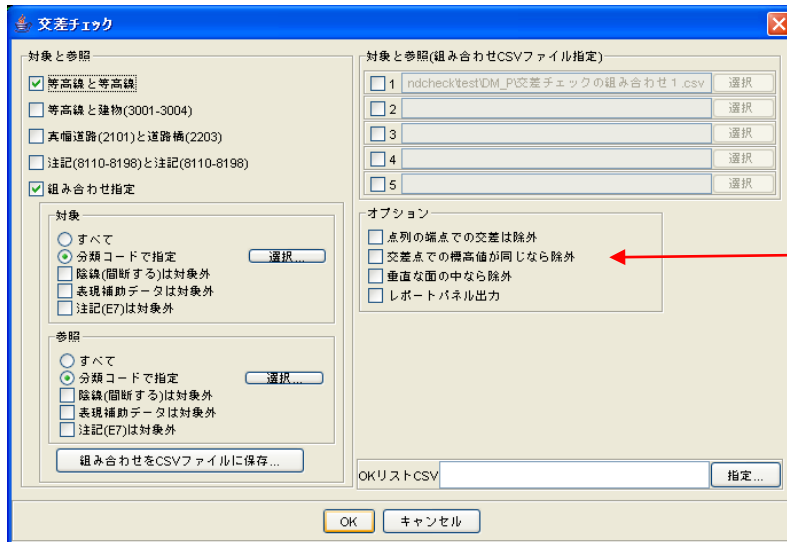 交差チェック
対象と参照
等高線と等高線
等高線と建物(3001-3004)
真幅道路(2101)と道路橋(2203)
注記(8110-8198)と注記(8110-8198)
組み合わせ指定
対象
すべて
分類コードで指定 選択...
陰線(間断する)は対象外
表現補助データは対象外
注記(E7)は対象外
参照
すべて
分類コードで指定 選択...
陰線(間断する)は対象外
表現補助データは対象外
注記(E7)は対象外
組み合わせをCSVファイルに保存...
対象と参照(組み合わせCSVファイル指定)
1 ndcheck\test\DM_P\交差チェックの組み合わせ1.csv 選択
2 選択
3 選択
4 選択
5 選択
オプション
点列の端点での交差は除外
交差点での標高値が同じなら除外
垂直な面の中なら除外
レポートパネル出力
OKリストCSV 指定...
OK キャンセル